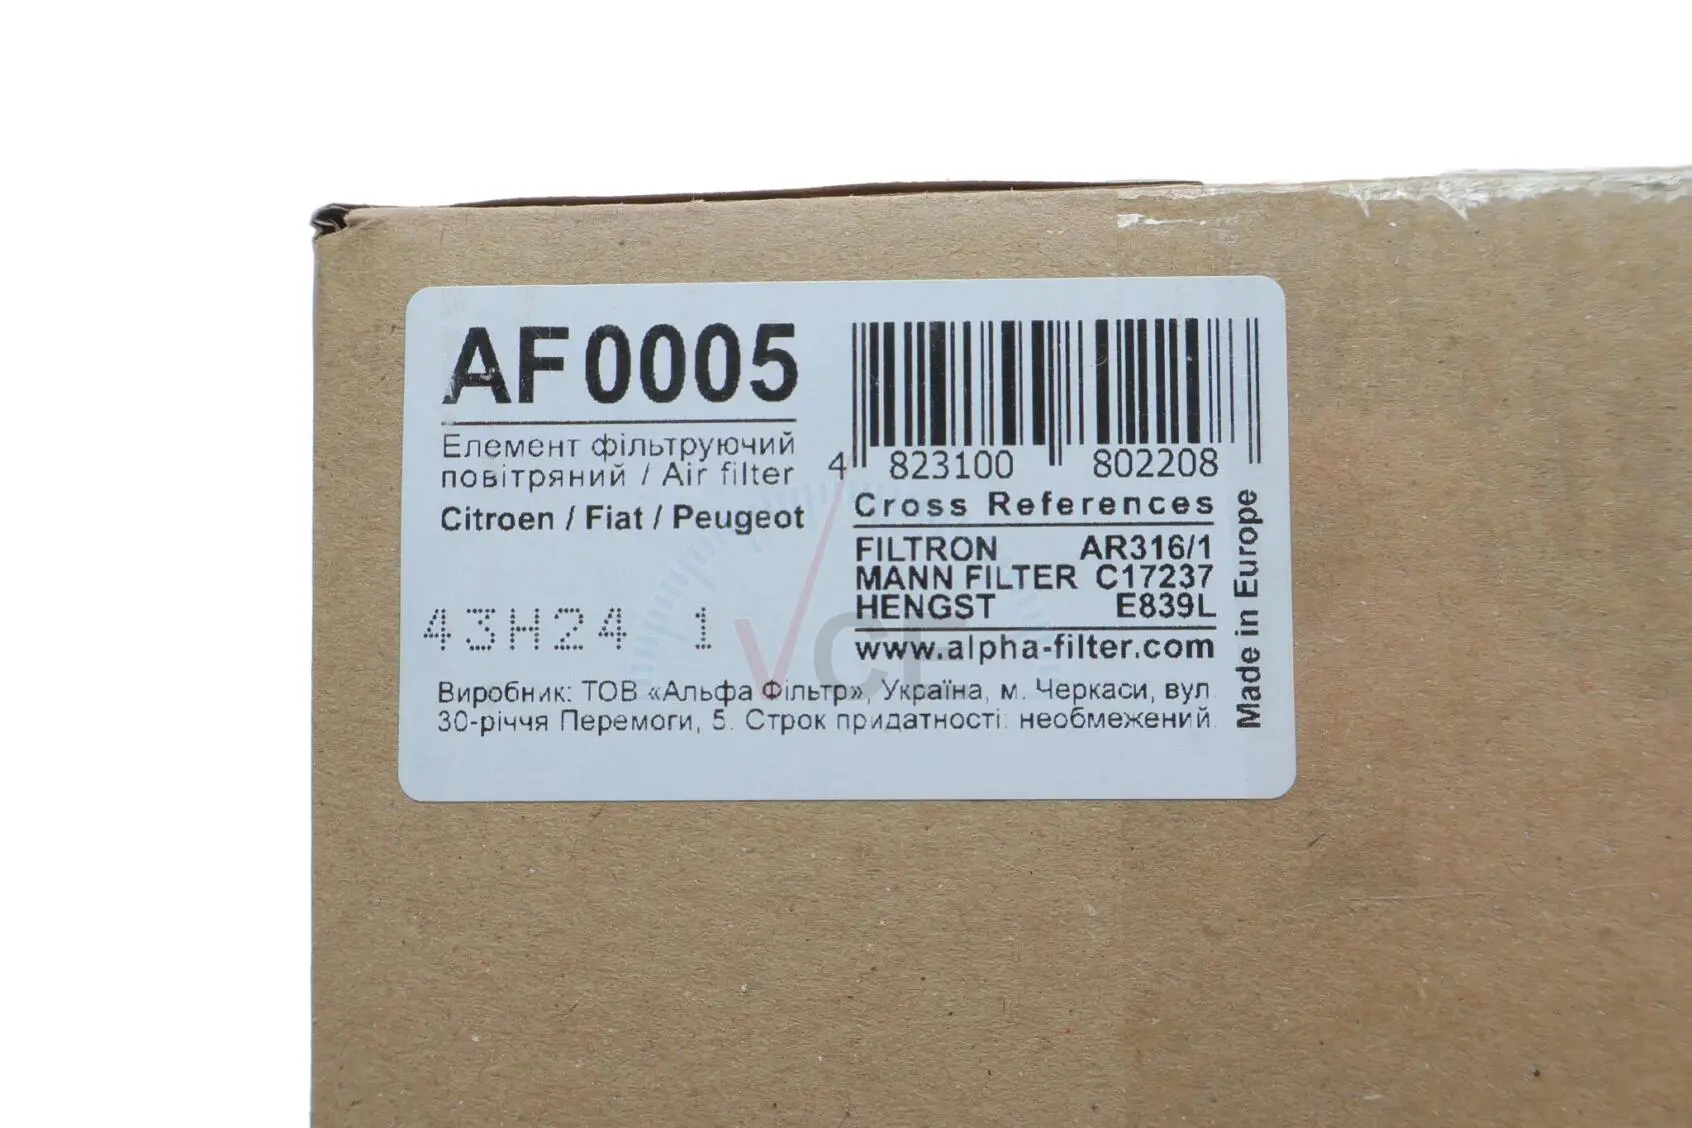 AF0005
Елемент фільтруючий
повітряний / Air filter
Citroen / Fiat / Peugeot
43H24 1
4 823100 802208
Cross References
FILTRON AR316/1
MANN FILTER C17237
HENGST E839L
www.alpha-filter.com
Made in Europe
Виробник: ТОВ «Альфа Фільтр», Україна, м. Черкаси, вул.
30-річчя Перемоги, 5. Строк придатності: необмежений.